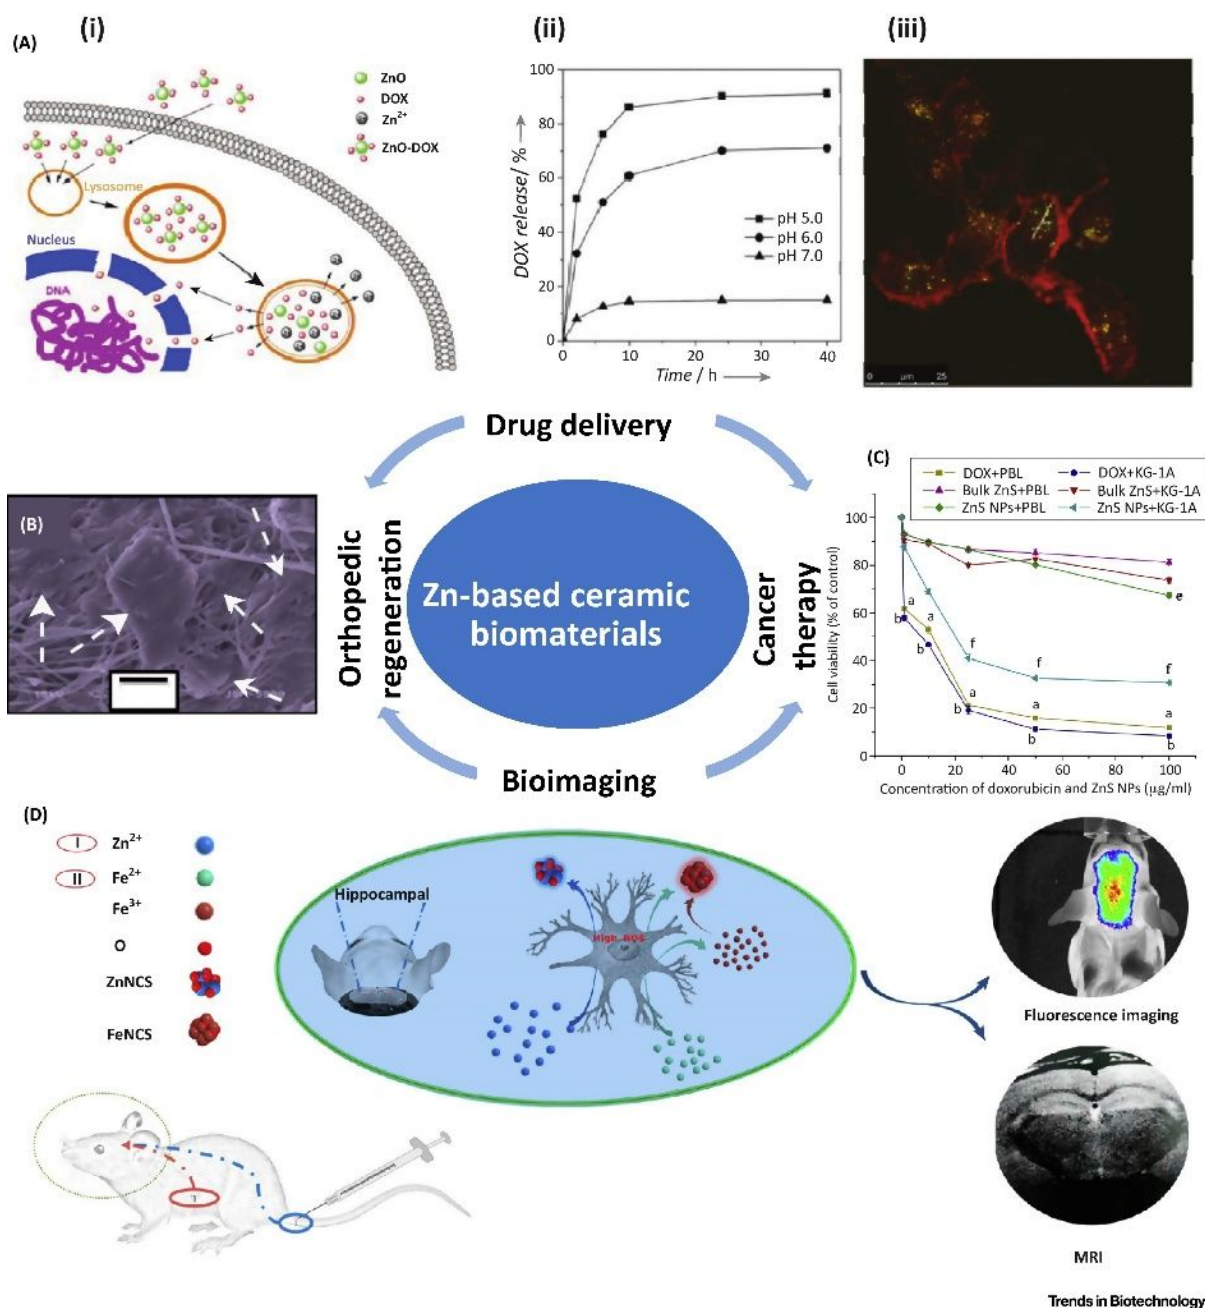 (A)
(i)
ZnO
DOX
Zn²⁺
ZnO-DOX
Lysosome
Nucleus
DNA
(ii)
100
80
60
40
20
0
DOX release/ %
pH 5.0
pH 6.0
pH 7.0
0 10 20 30 40
Time / h
(iii)
0 µm 25
Drug delivery
Orthopedic
regeneration
Zn-based ceramic
biomaterials
Cancer
therapy
Bioimaging
(B)
(C)
DOX+PBL
DOX+KG-1A
Bulk ZnS+PBL
Bulk ZnS+KG-1A
ZnS NPs+PBL
ZnS NPs+KG-1A
100
80
60
40
20
0
Cell viability (% of control)
a
a
a
a
a
b
b
b
b
b
f
f
f
e
0 20 40 60 80 100
Concentration of doxorubicin and ZnS NPs (µg/ml)
(D)
I Zn²⁺
II Fe²⁺
Fe³⁺
O
ZnNCS
FeNCS
Hippocampal
High ROS
Fluorescence imaging
MRI
Trends in Biotechnology